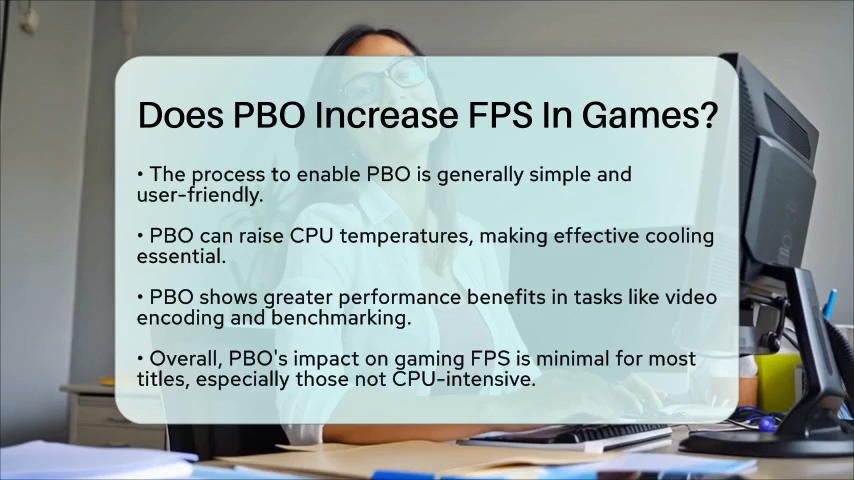 Does PBO Increase FPS In Games?
• The process to enable PBO is generally simple and
user-friendly.
• PBO can raise CPU temperatures, making effective cooling
essential.
• PBO shows greater performance benefits in tasks like video
encoding and benchmarking.
• Overall, PBO's impact on gaming FPS is minimal for most
titles, especially those not CPU-intensive.